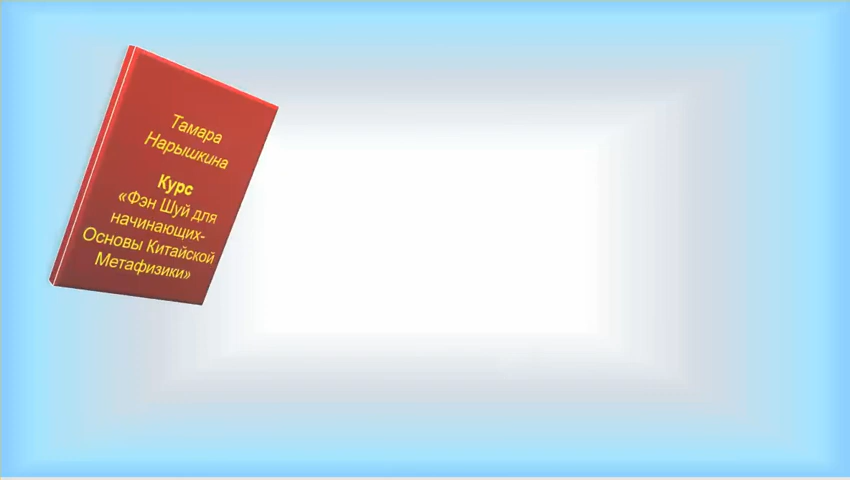 Тамара
Нарышкина
Курс
«Фэн Шуй для
начинающих-
Основы Китайской
Метафизики»